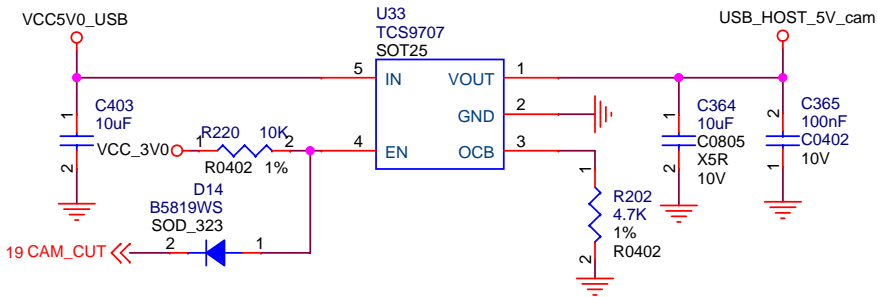 VCC5V0_USB
U33
TCS9707
SOT25
USB_HOST_5V_cam
5
IN
VOUT
1
GND
2
4
EN
OCB
3
1
C403
10uF
2
VCC_3V0
1
R220
10K
2
R0402
1%
D14
B5819WS
SOD_323
2
1
19 CAM_CUT
1
R202
4.7K
1%
R0402
2
1
C364
10uF
C0805
X5R
10V
2
2
C365
100nF
C0402
10V
1